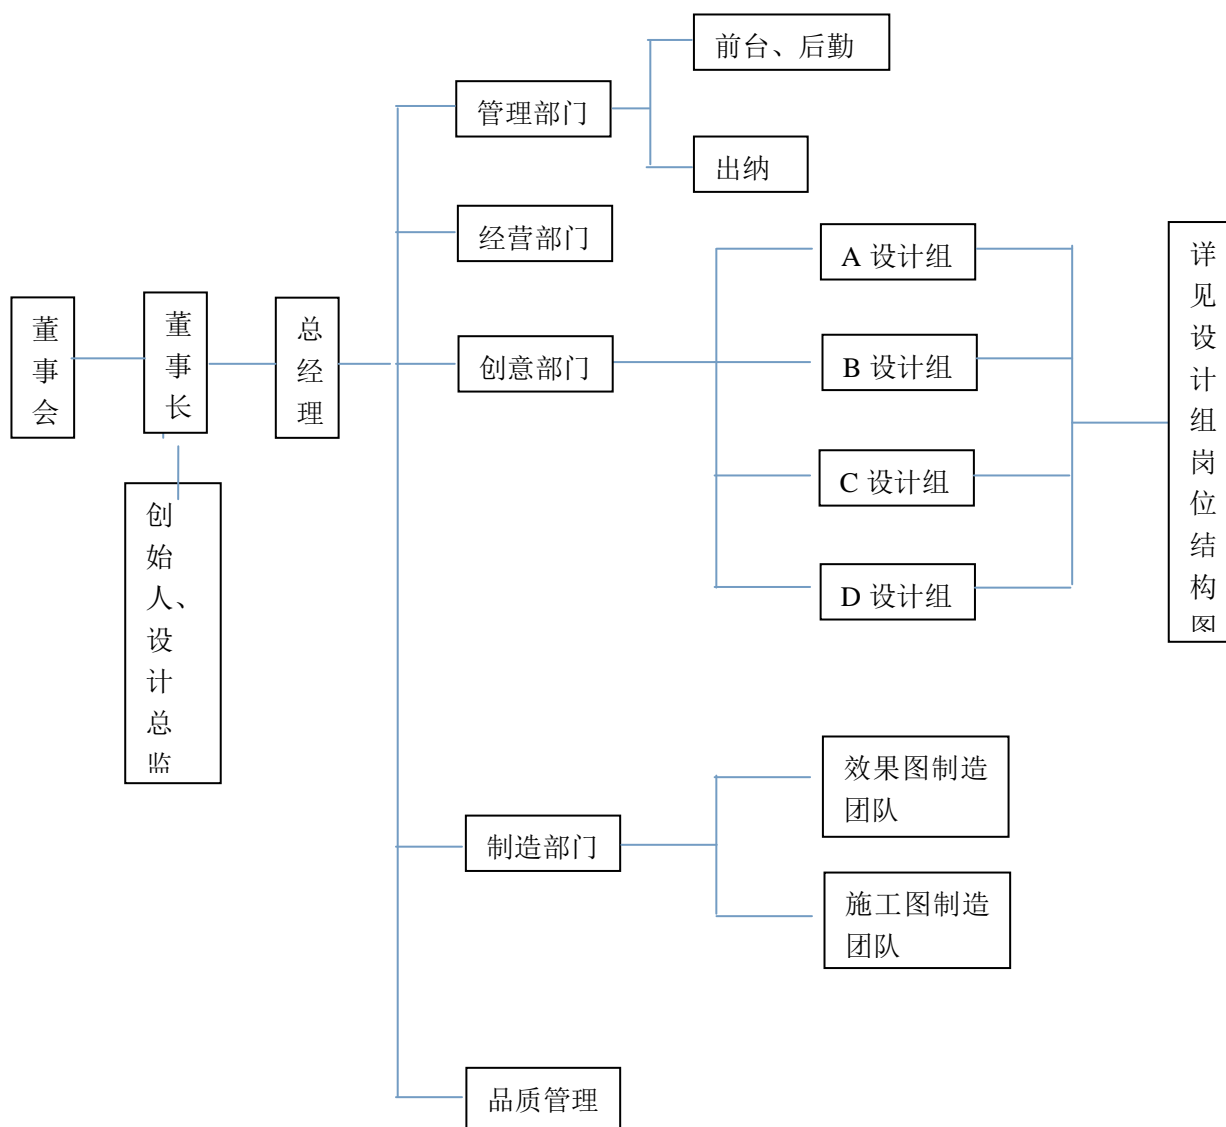 前台、后勤
管理部门
出纳
经营部门
A 设计组
创意部门
B 设计组
C 设计组
D 设计组
详见设计组岗位结构图
董事会
董事长
总经理
创始人、设计总监
效果图制造
团队
制造部门
施工图制造
团队
品质管理